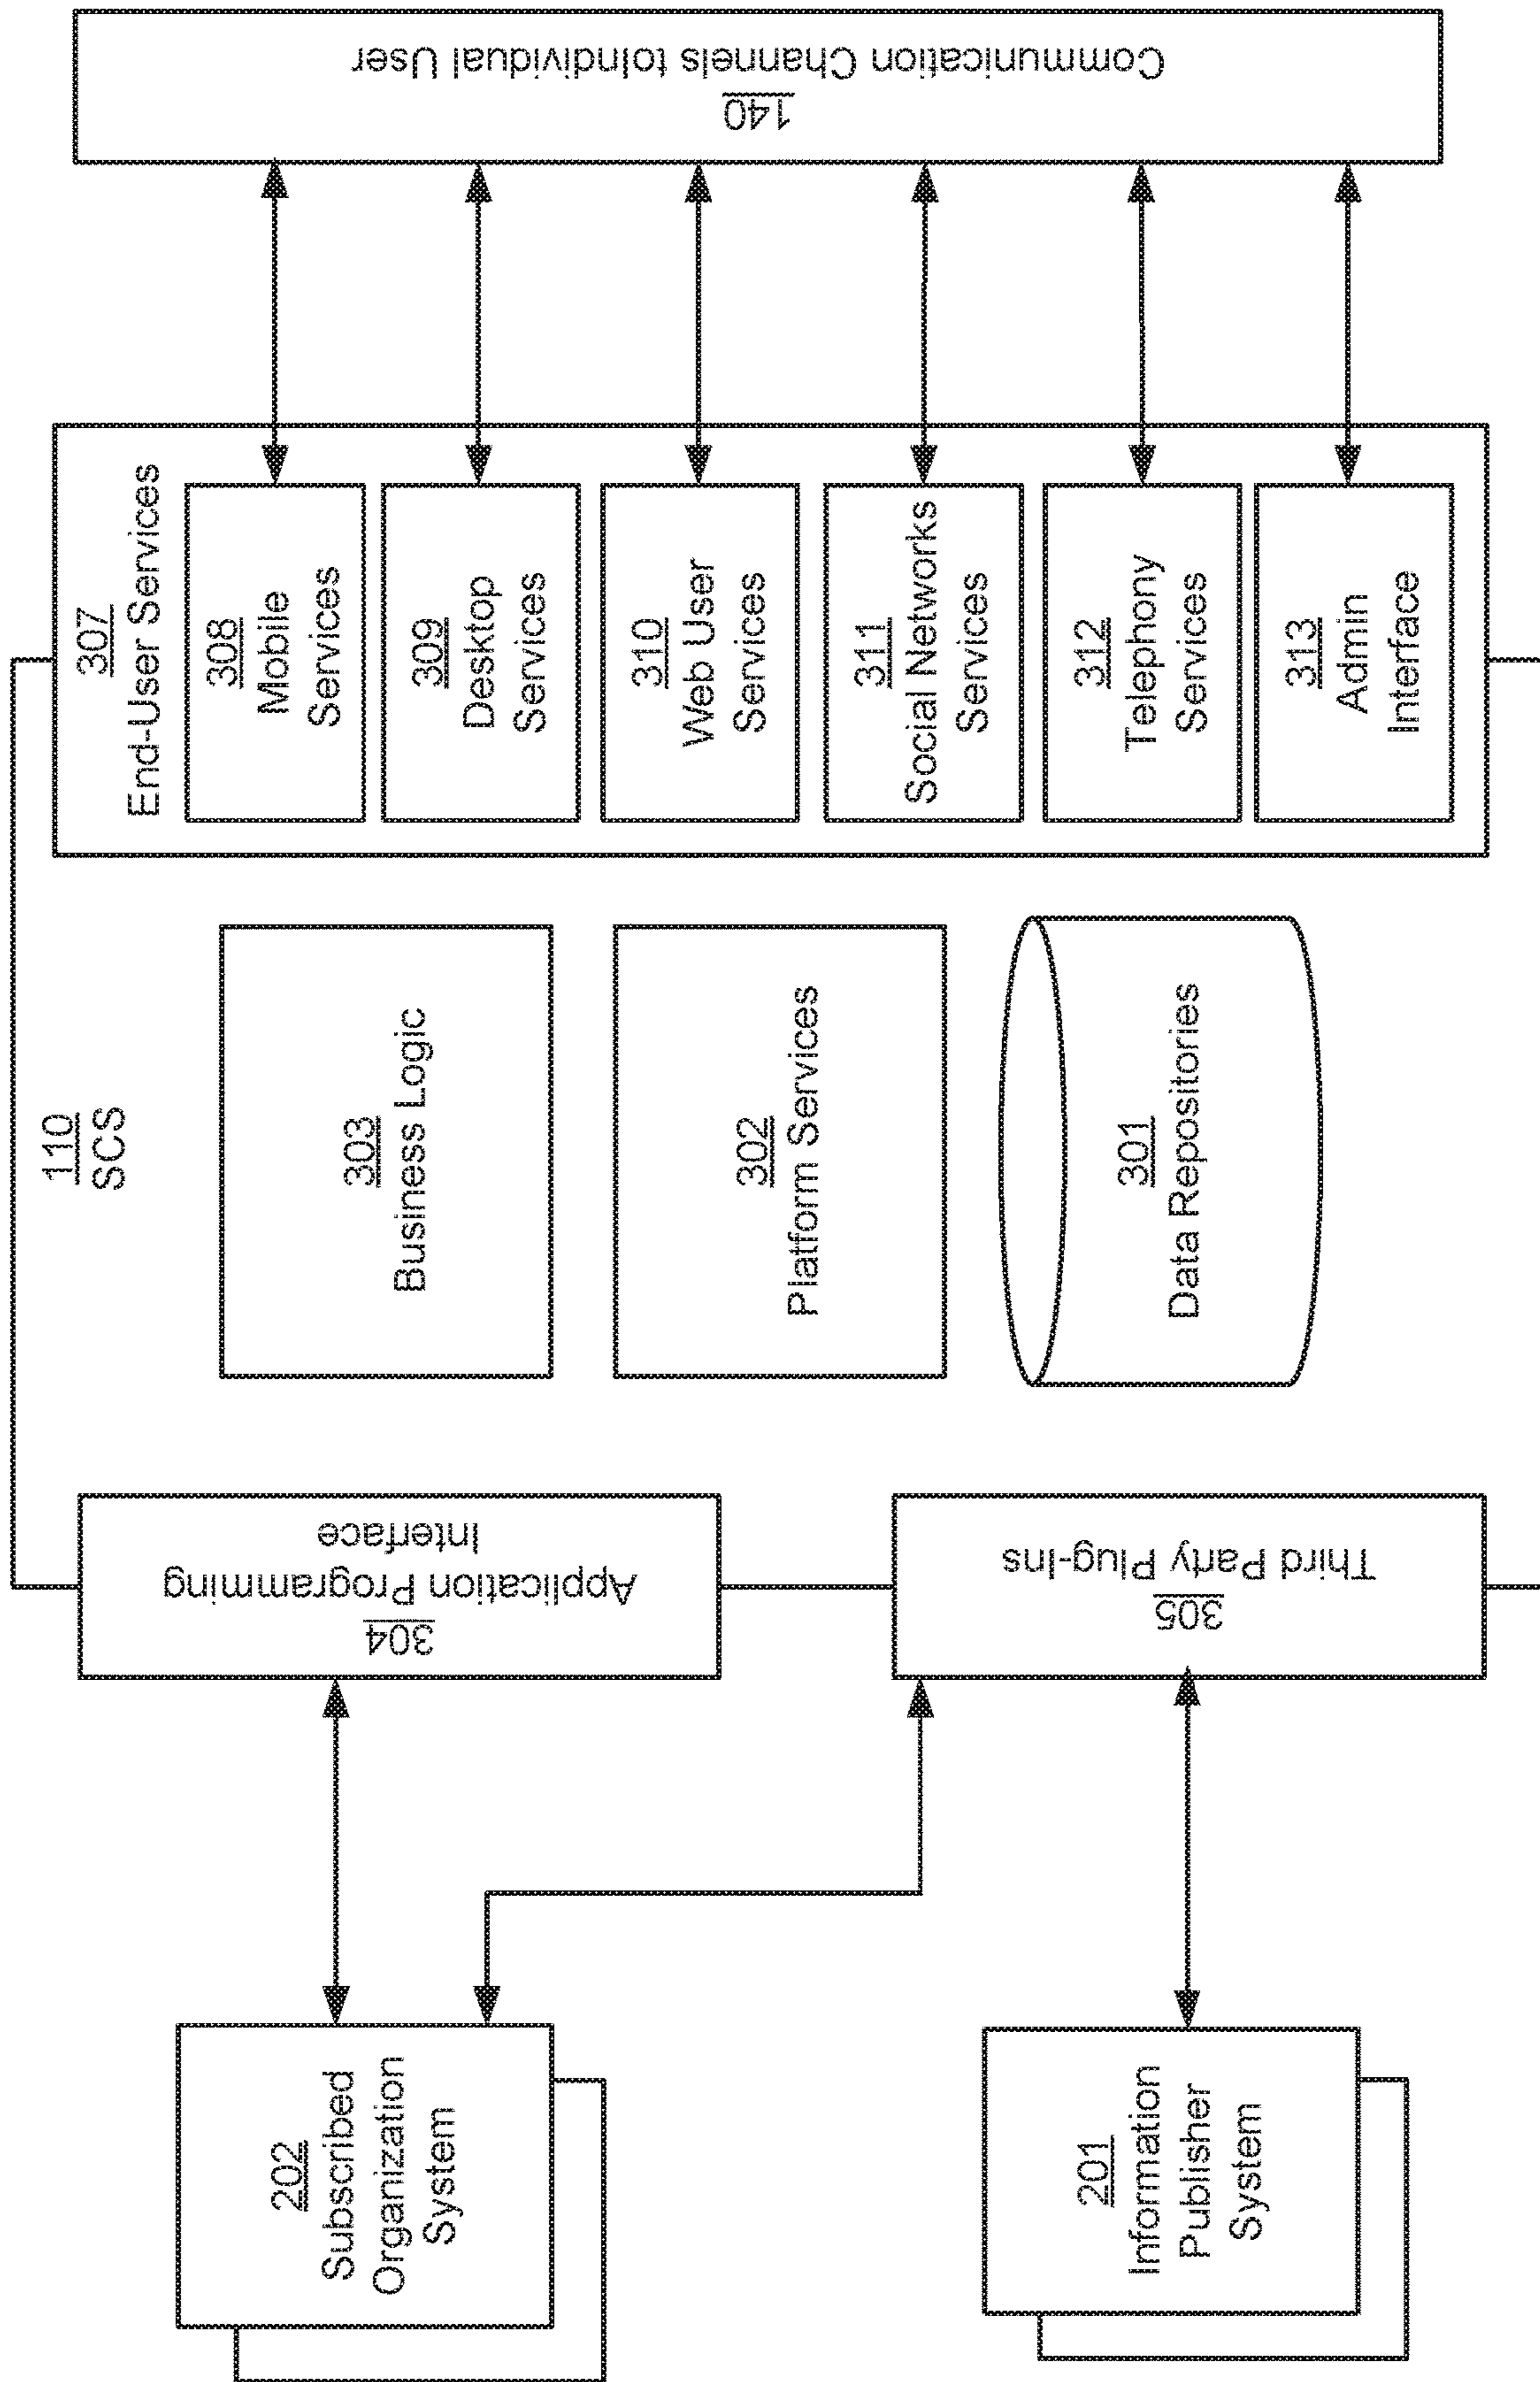 110
SCS
202
Subscribed
Organization
System
201
Information
Publisher
System
304
Application Programming
Interface
305
Third Party Plug-Ins
303
Business Logic
302
Platform Services
301
Data Repositories
307
End-User Services
308
Mobile
Services
309
Desktop
Services
310
Web User
Services
311
Social Networks
Services
312
Telephony
Services
313
Admin
Interface
140
Communication Channels toIndividual User